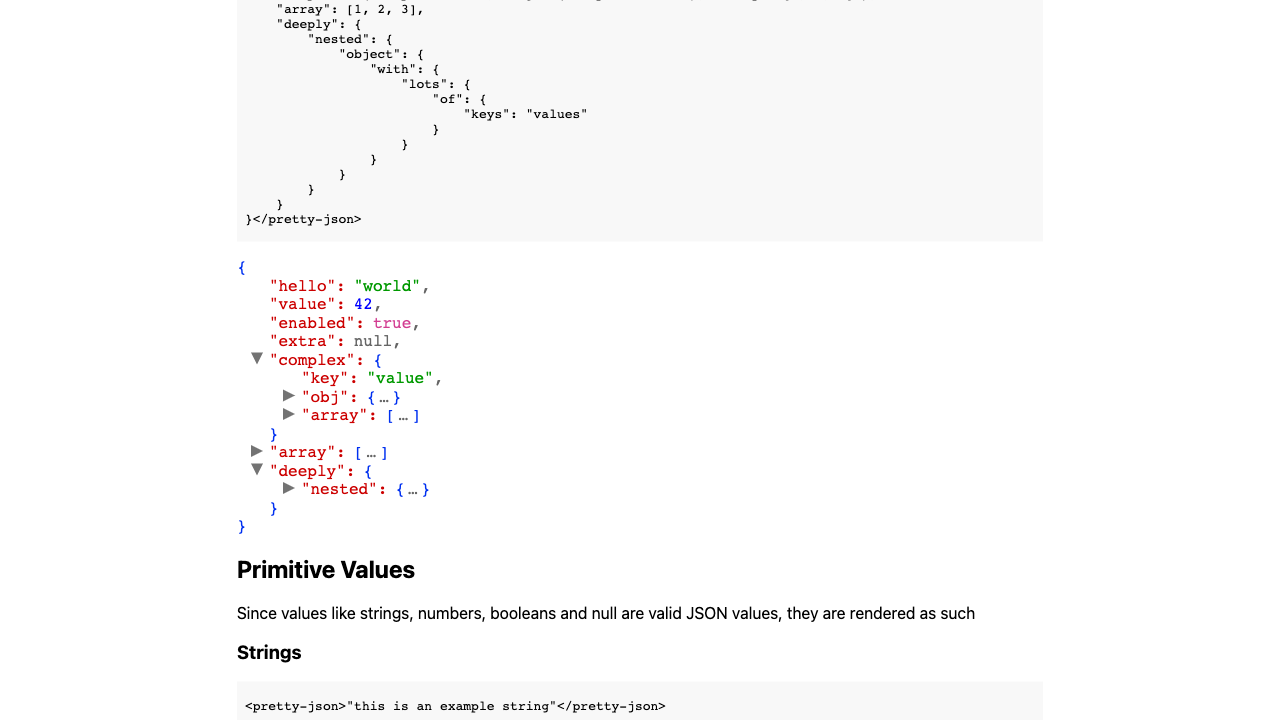 "array": [1, 2, 3],
"deeply": {
"nested": {
"object": {
"with": {
"lots": {
"of": {
"keys": "values"
}
}
}
}
}
}
}</pretty-json>
{
"hello": "world",
"value": 42,
"enabled": true,
"extra": null,
▼ "complex": {
"key": "value",
▶ "obj": {…}
▶ "array": […]
}
▶ "array": […]
▼ "deeply": {
▶ "nested": {…}
}
}
Primitive Values
Since values like strings, numbers, booleans and null are valid JSON values, they are rendered as such
Strings
<pretty-json>"this is an example string"</pretty-json>